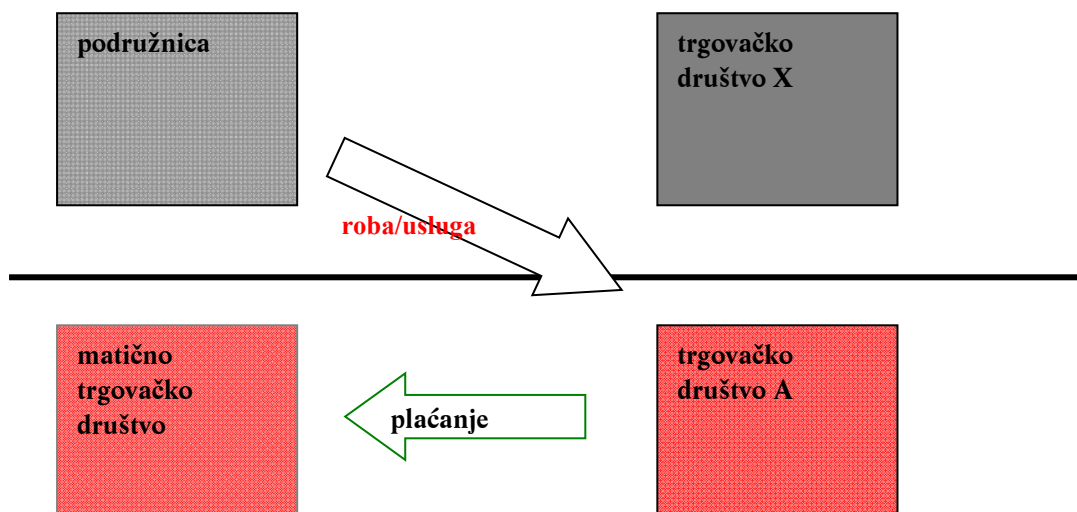 podružnica
trgovačko
društvo X
roba/usluga
matično
trgovačko
društvo
plaćanje
trgovačko
društvo A